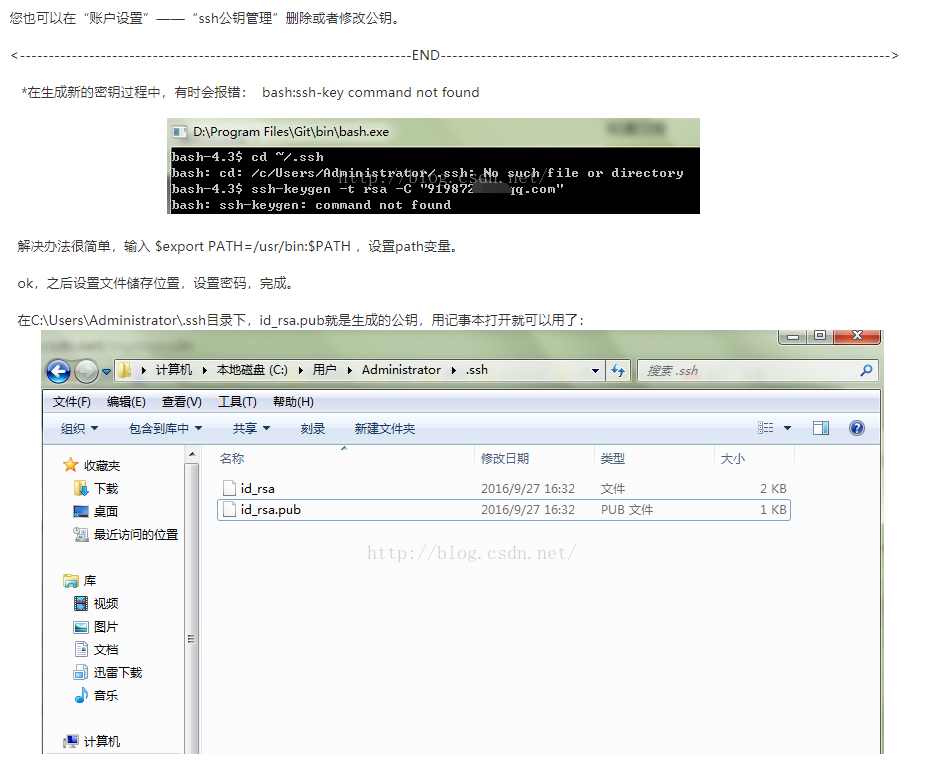 您也可以在“账户设置”——“ssh公钥管理”删除或者修改公钥。
<--------------------------------------------------------------------END------------------------------------------------------------------------------>
*在生成新的密钥过程中，有时会报错： bash:ssh-key command not found
D:\Program Files\Git\bin\bash.exe
bash-4.3$ cd ~/.ssh
bash: cd: /c/Users/Administrator/.ssh: No such file or directory
bash-4.3$ ssh-keygen -t rsa -C "919872 qq.com"
bash: ssh-keygen: command not found
http://blog.csdn.net/
解决办法很简单，输入 $export PATH=/usr/bin:$PATH ，设置path变量。
ok，之后设置文件储存位置，设置密码，完成。
在C:\Users\Administrator\.ssh目录下，id_rsa.pub就是生成的公钥，用记事本打开就可以用了：
计算机 本地磁盘 (C:) 用户 Administrator .ssh 搜索 .ssh
文件(F) 编辑(E) 查看(V) 工具(T) 帮助(H)
组织 包含到库中 共享 刻录 新建文件夹
名称 修改日期 类型 大小
id_rsa 2016/9/27 16:32 文件 2 KB
id_rsa.pub 2016/9/27 16:32 PUB 文件 1 KB
收藏夹
下载
桌面
最近访问的位置
库
视频
图片
文档
迅雷下载
音乐
计算机
http://blog.csdn.net/